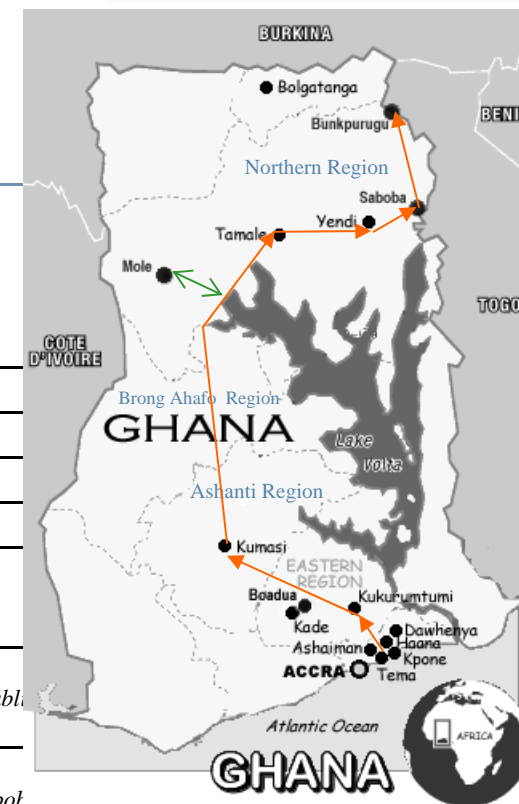 BURKINA
Bolgatanga
Bunkpurugu
BENI
Northern Region
Saboba
Yendi
Tamale
Mole
TOGO
COTE
D'IVOIRE
Brong Ahafo Region
GHANA
Lake
Volta
Ashanti Region
Kumasi
EASTERN
REGION
Boadua
Kukurumtumi
Kade
Dawhenya
Haana
Ashaiman
Kpone
ACCRA
Tema
abli
Atlantic Ocean
AFRICA
GHANA